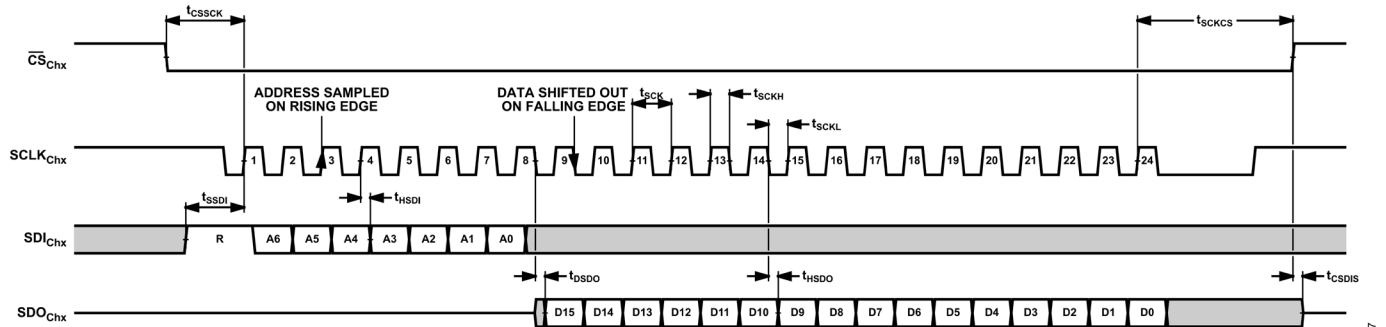 tCSSCK
tSCKCS
CSChx
ADDRESS SAMPLED
ON RISING EDGE
DATA SHIFTED OUT
ON FALLING EDGE
tSCK
tSCKH
tSCKL
SCLKChx
1 2 3 4 5 6 7 8 9 10 11 12 13 14 15 16 17 18 19 20 21 22 23 24
tSSDI
tHSDI
SDIChx
R A6 A5 A4 A3 A2 A1 A0
tDSDO
tHSDO
tCSDIS
SDOChx
D15 D14 D13 D12 D11 D10 D9 D8 D7 D6 D5 D4 D3 D2 D1 D0